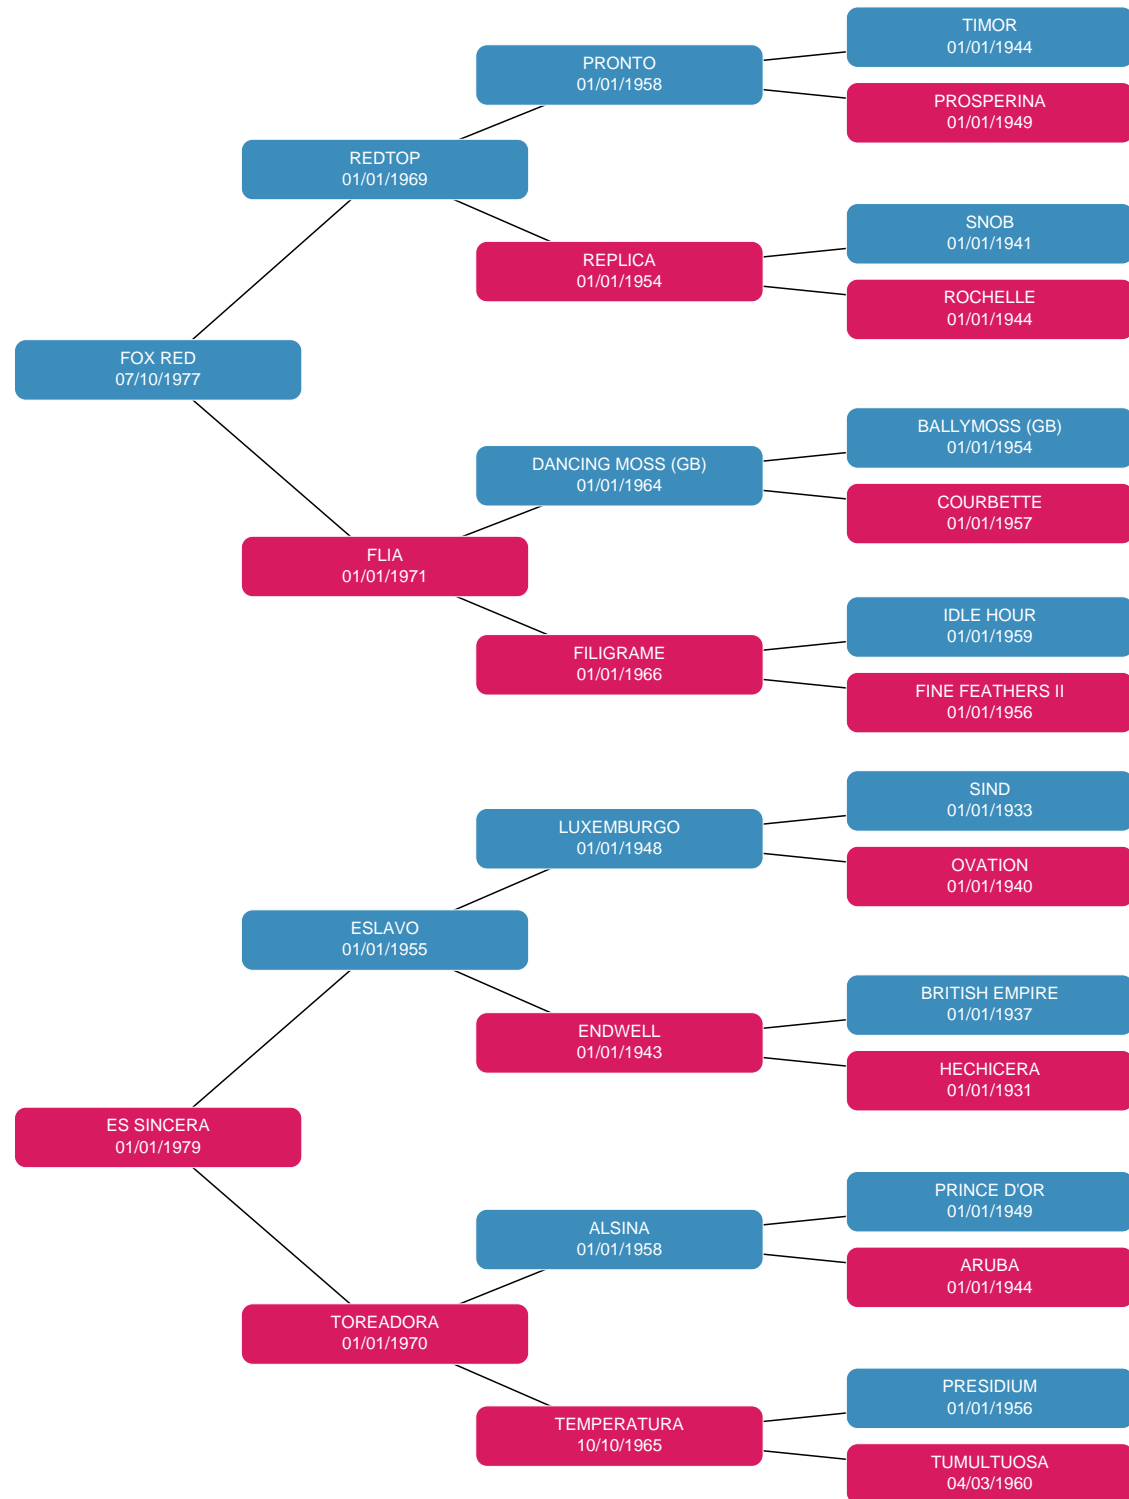 TIMOR
01/01/1944
PRONTO
01/01/1958
PROSPERINA
01/01/1949
REDTOP
01/01/1969
SNOB
01/01/1941
REPLICA
01/01/1954
ROCHELLE
01/01/1944
FOX RED
07/10/1977
BALLYMOSS (GB)
01/01/1954
DANCING MOSS (GB)
01/01/1964
COURBETTE
01/01/1957
FLIA
01/01/1971
IDLE HOUR
01/01/1959
FILIGRAME
01/01/1966
FINE FEATHERS II
01/01/1956
SIND
01/01/1933
LUXEMBURGO
01/01/1948
OVATION
01/01/1940
ESLAVO
01/01/1955
BRITISH EMPIRE
01/01/1937
ENDWELL
01/01/1943
HECHICERA
01/01/1931
ES SINCERA
01/01/1979
PRINCE D'OR
01/01/1949
ALSINA
01/01/1958
ARUBA
01/01/1944
TOREADORA
01/01/1970
PRESIDIUM
01/01/1956
TEMPERATURA
10/10/1965
TUMULTUOSA
04/03/1960